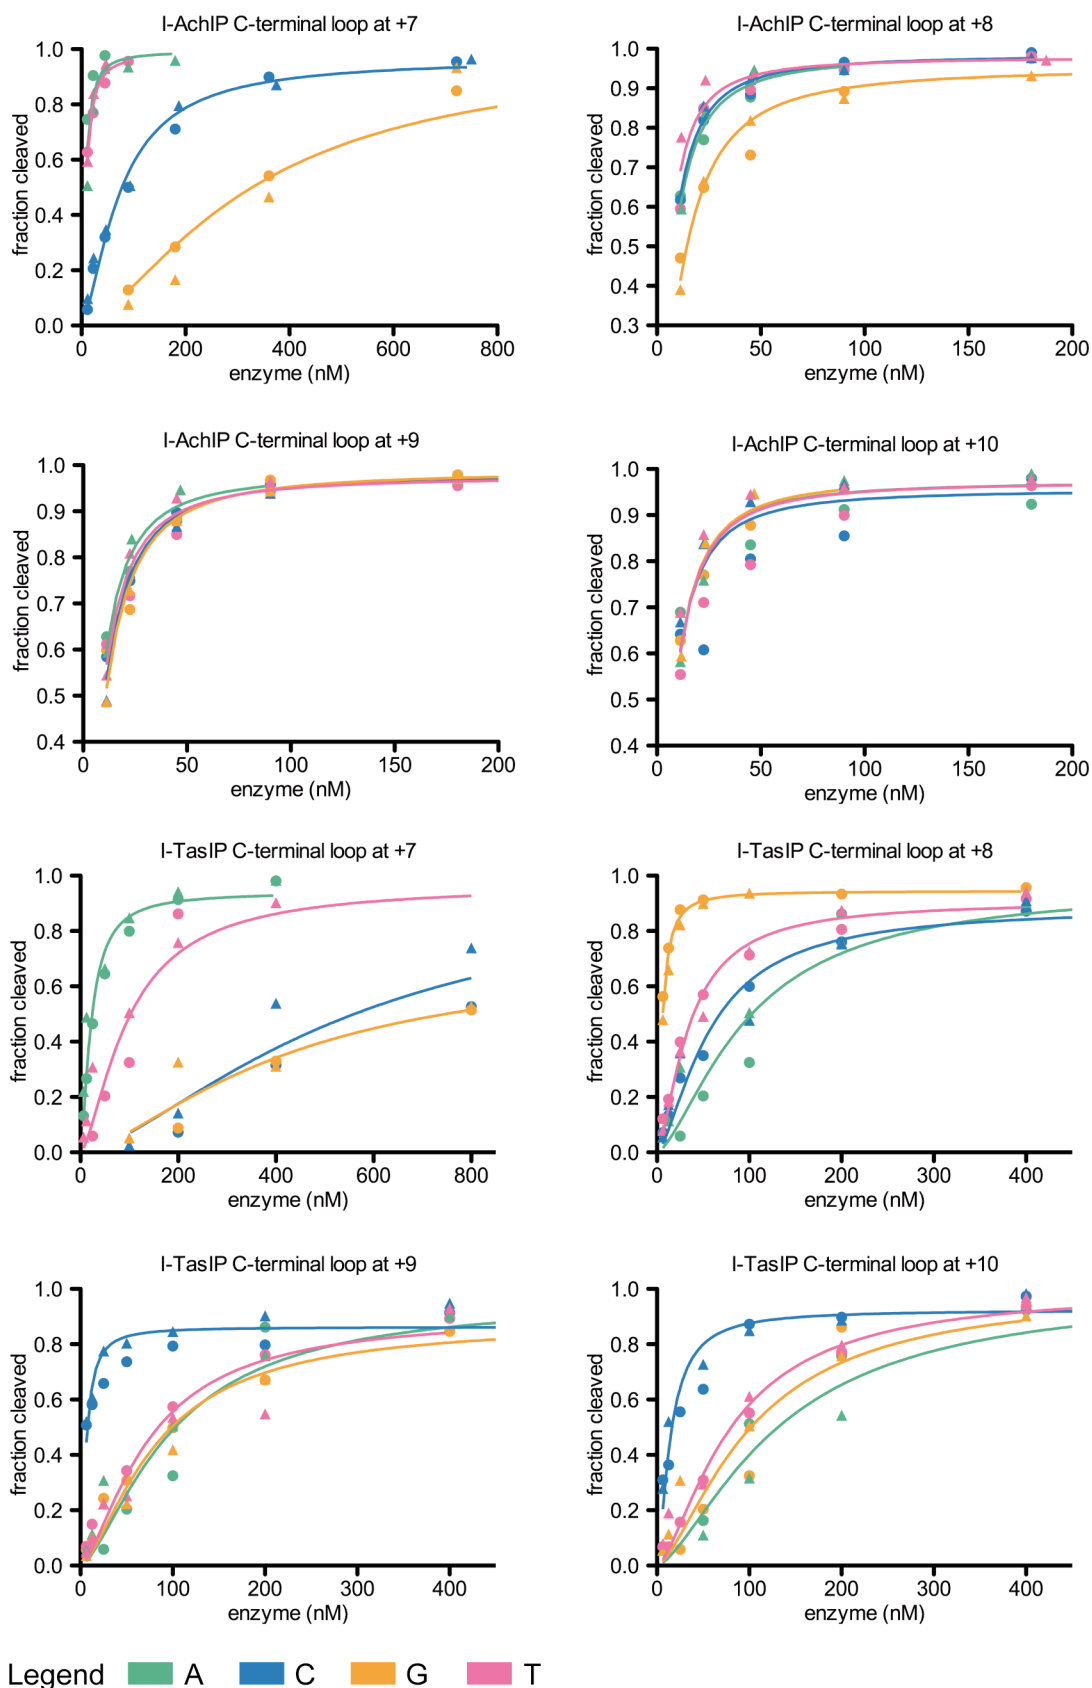 I-AchIP C-terminal loop at +7
fraction cleaved
1.0
0.8
0.6
0.4
0.2
0.0
0 200 400 600 800
enzyme (nM)
I-AchIP C-terminal loop at +8
fraction cleaved
1.0
0.9
0.8
0.7
0.6
0.5
0.4
0.3
0 50 100 150 200
enzyme (nM)
I-AchIP C-terminal loop at +9
fraction cleaved
1.0
0.9
0.8
0.7
0.6
0.5
0.4
0 50 100 150 200
enzyme (nM)
I-AchIP C-terminal loop at +10
fraction cleaved
1.0
0.9
0.8
0.7
0.6
0.5
0.4
0 50 100 150 200
enzyme (nM)
I-TasIP C-terminal loop at +7
fraction cleaved
1.0
0.8
0.6
0.4
0.2
0.0
0 200 400 600 800
enzyme (nM)
I-TasIP C-terminal loop at +8
fraction cleaved
1.0
0.8
0.6
0.4
0.2
0.0
0 100 200 300 400
enzyme (nM)
I-TasIP C-terminal loop at +9
fraction cleaved
1.0
0.8
0.6
0.4
0.2
0.0
0 100 200 300 400
enzyme (nM)
I-TasIP C-terminal loop at +10
fraction cleaved
1.0
0.8
0.6
0.4
0.2
0.0
0 100 200 300 400
enzyme (nM)
Legend A C G T